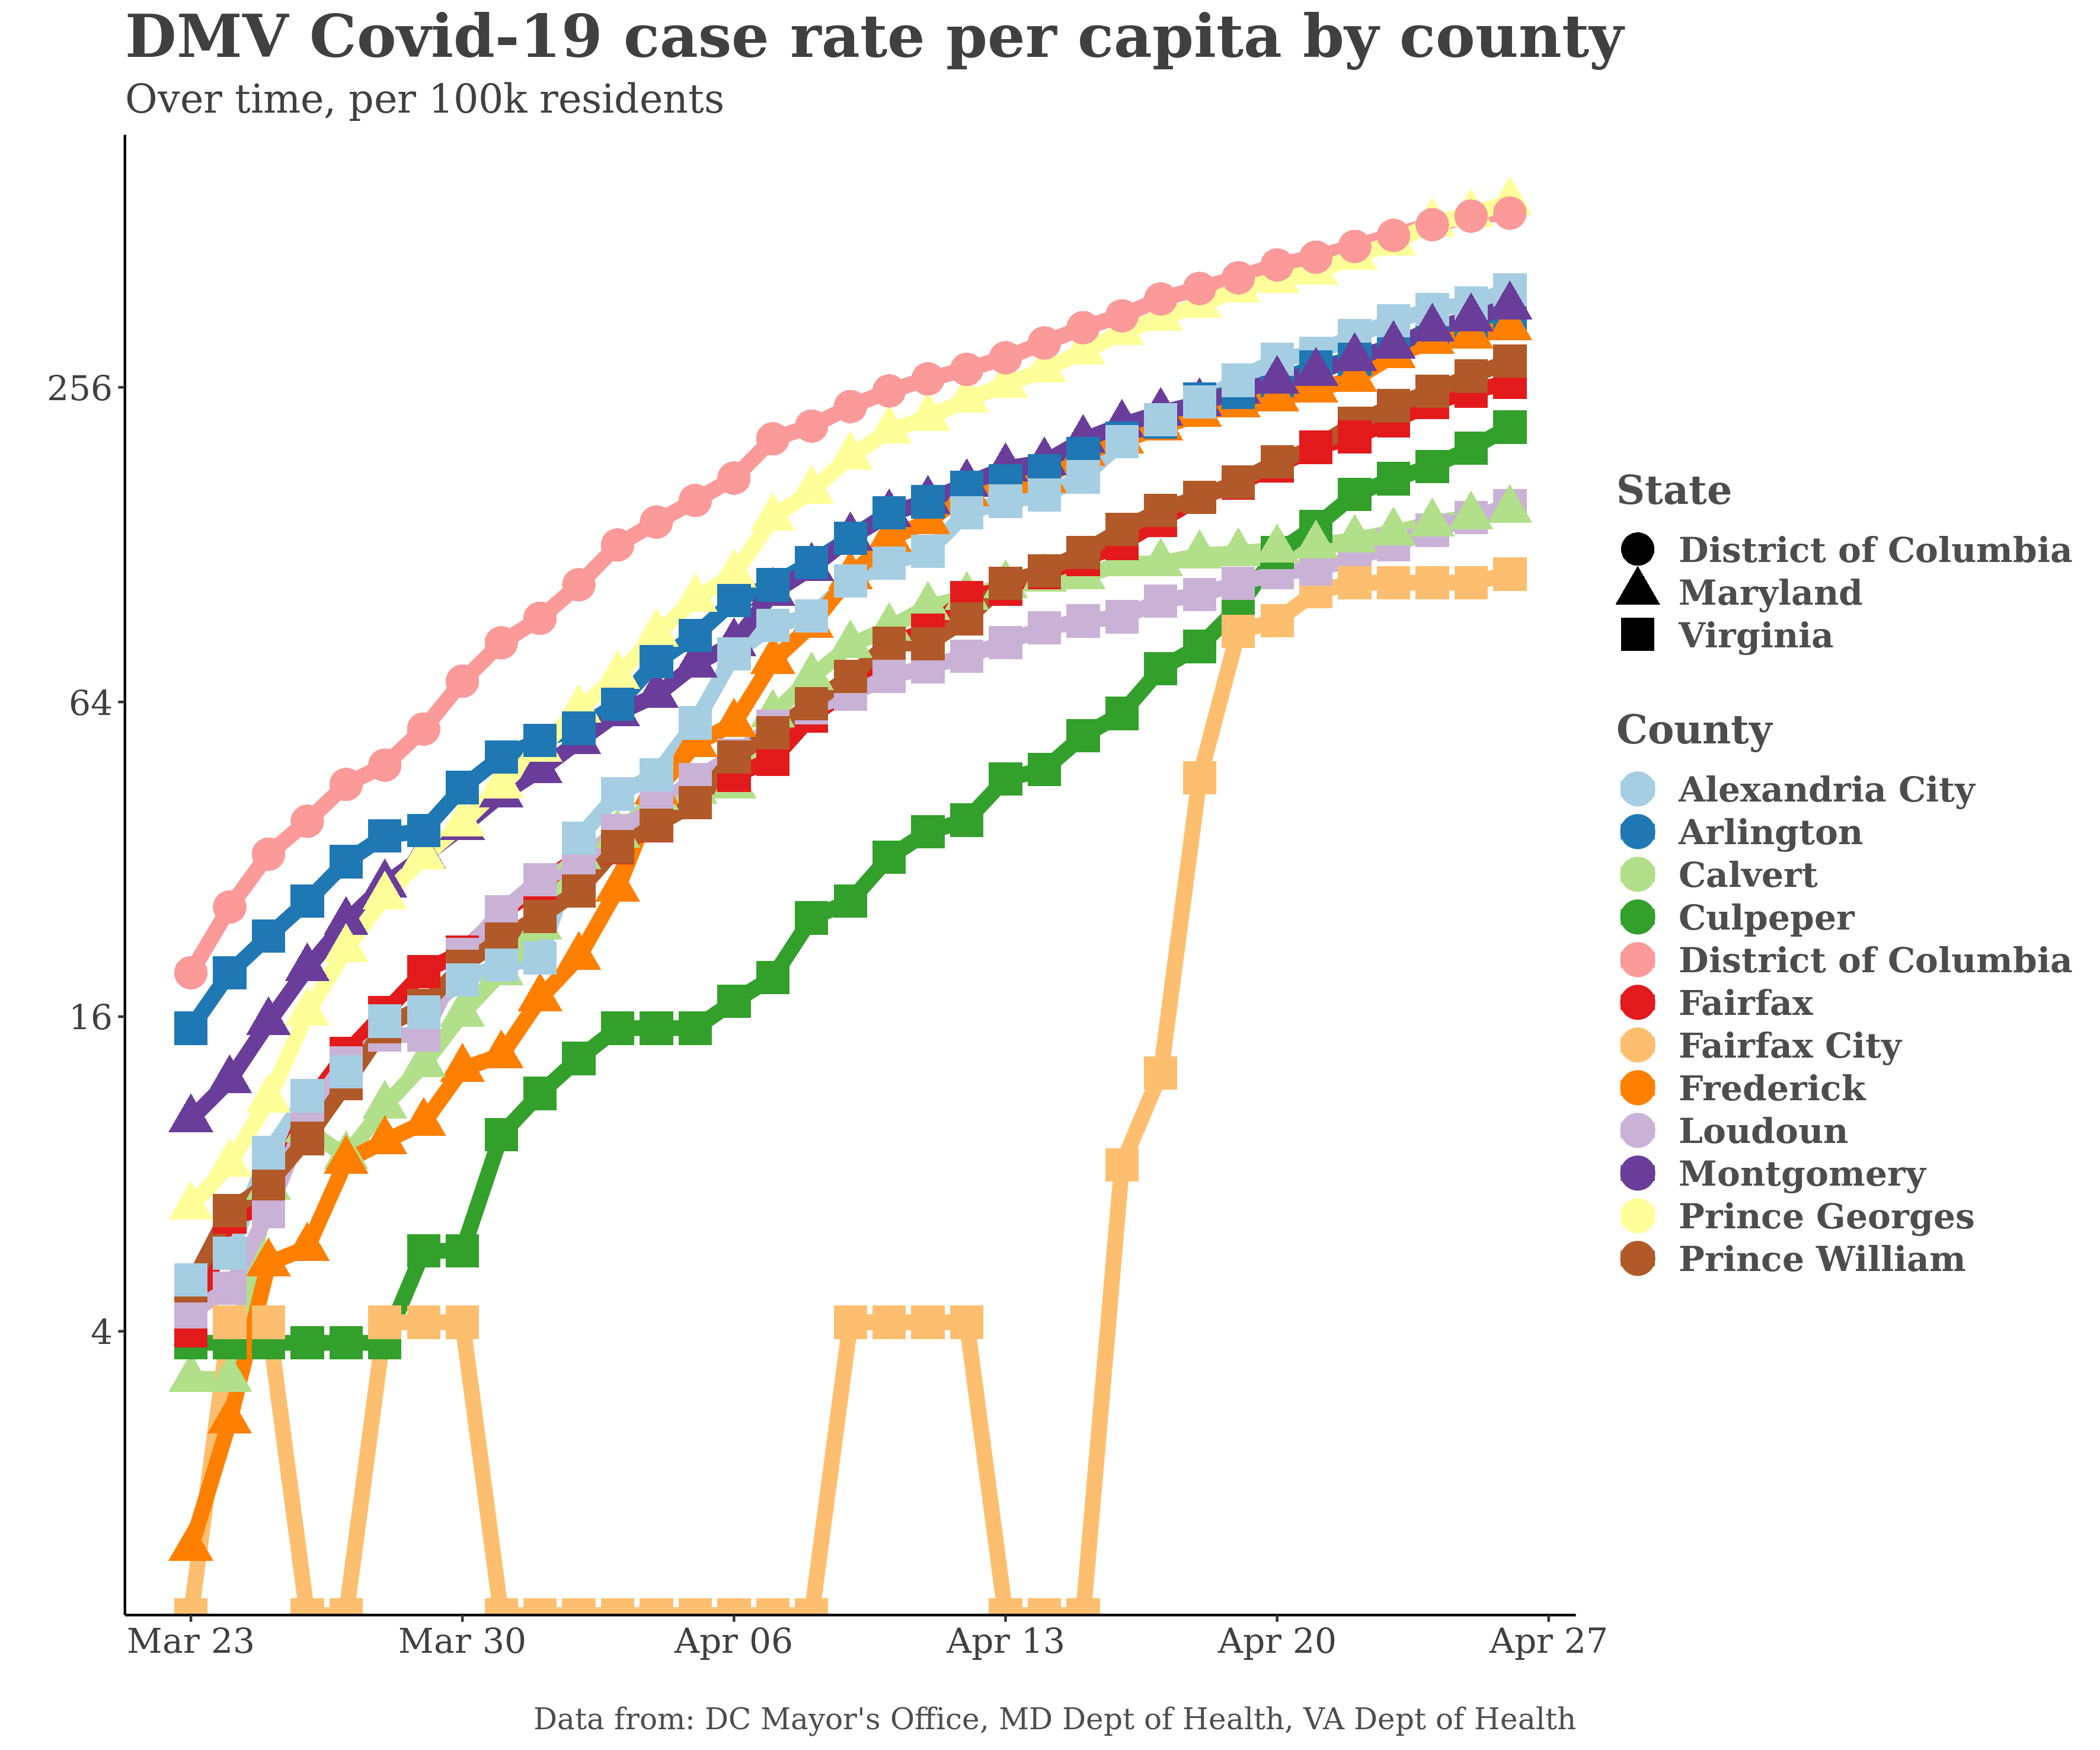 DMV Covid-19 case rate per capita by county
Over time, per 100k residents
256
64
16
4
Mar 23
Mar 30
Apr 06
Apr 13
Apr 20
Apr 27
State
District of Columbia
Maryland
Virginia
County
Alexandria City
Arlington
Calvert
Culpeper
District of Columbia
Fairfax
Fairfax City
Frederick
Loudoun
Montgomery
Prince Georges
Prince William
Data from: DC Mayor's Office, MD Dept of Health, VA Dept of Health